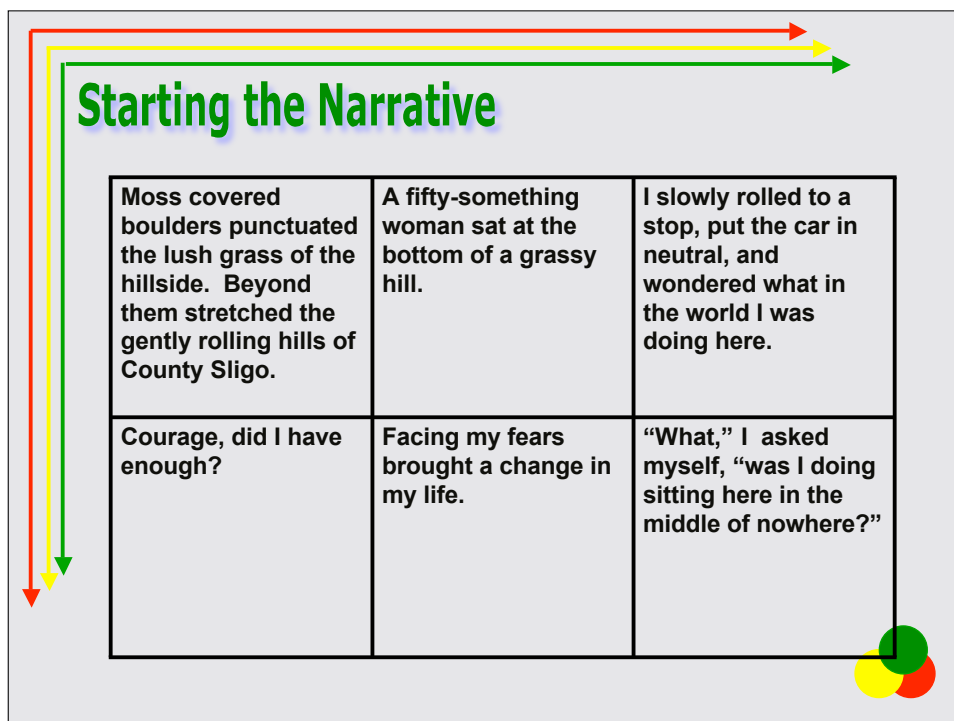 Starting the Narrative
Moss covered
boulders punctuated
the lush grass of the
hillside.  Beyond
them stretched the
gently rolling hills of
County Sligo.
A fifty-something
woman sat at the
bottom of a grassy
hill.
I slowly rolled to a
stop, put the car in
neutral, and
wondered what in
the world I was
doing here.
Courage, did I have
enough?
Facing my fears
brought a change in
my life.
“What,” I  asked
myself, “was I doing
sitting here in the
middle of nowhere?”